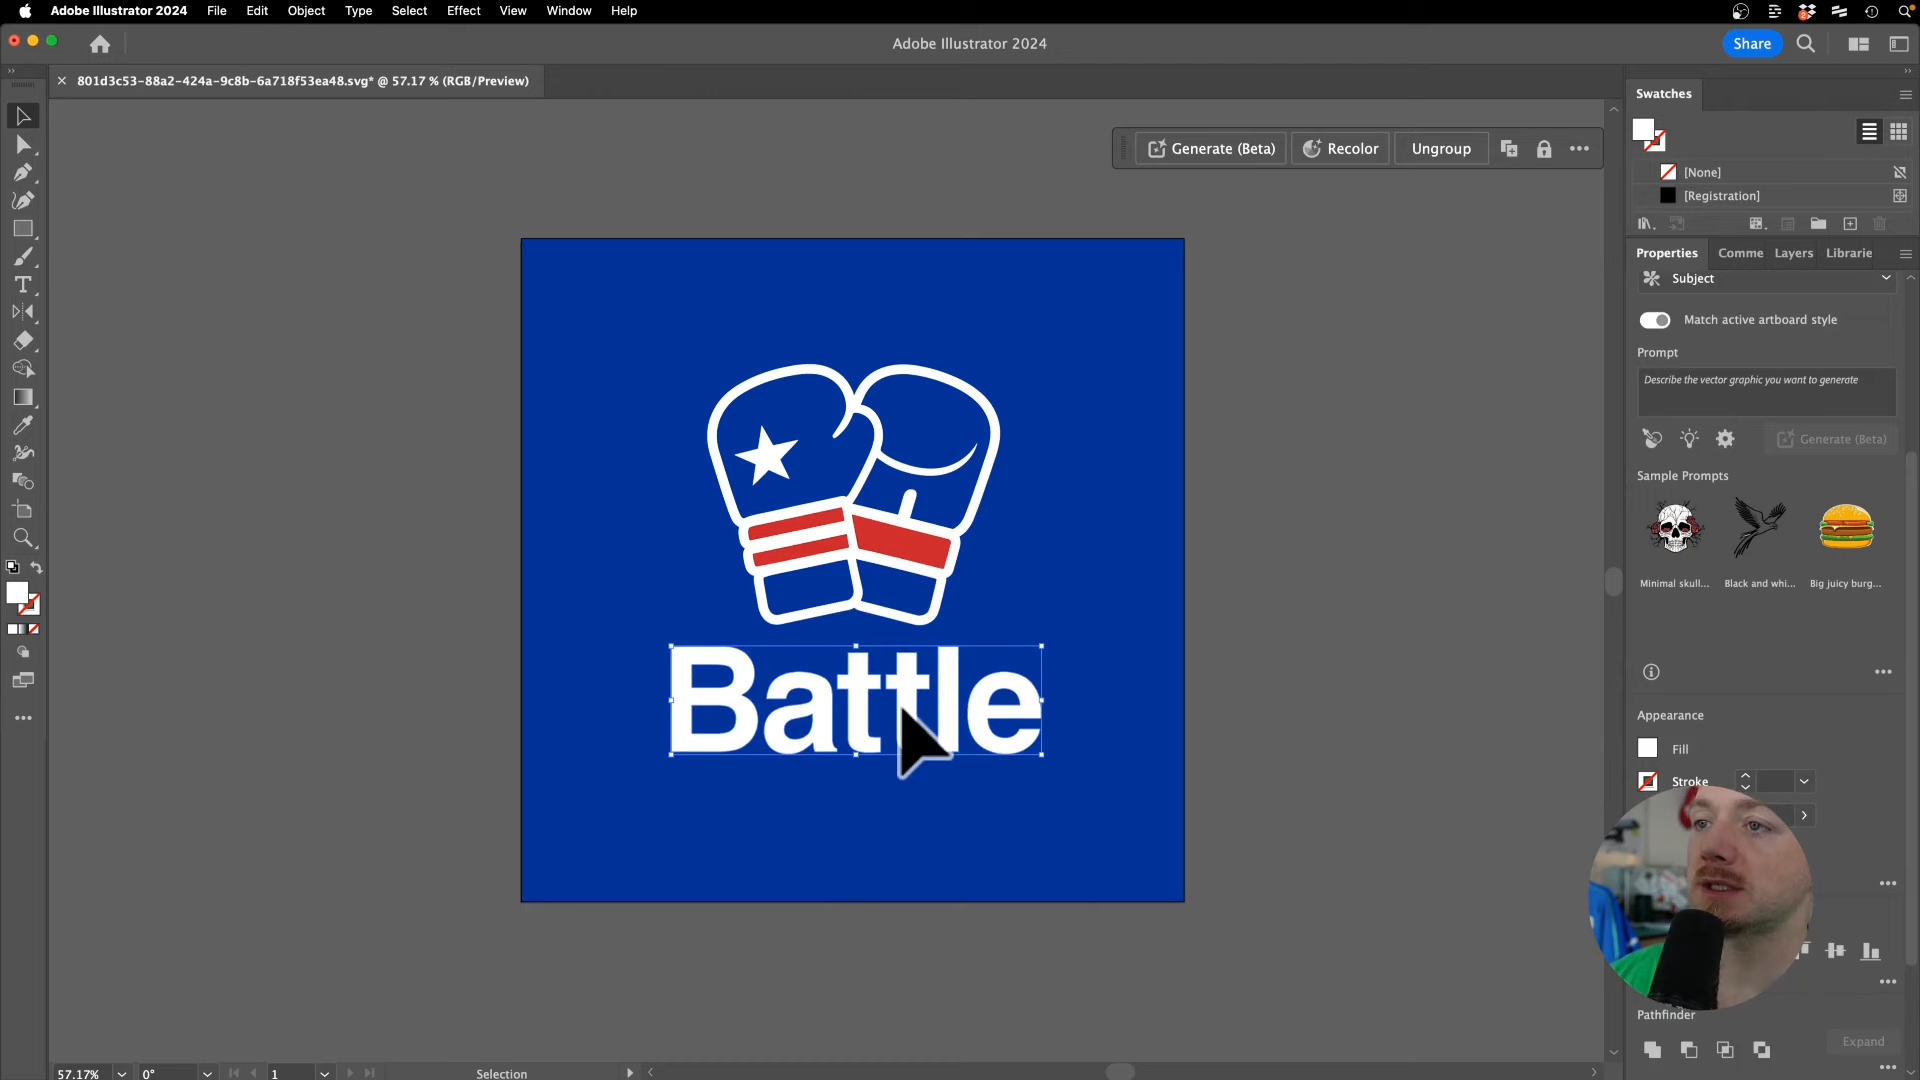 Adobe Illustrator 2024 File Edit Object Type Select Effect View Window Help
Adobe Illustrator 2024
Share
801d3c53-88a2-424a-9c8b-6a718f53ea48.svg* @ 57.17 % (RGB/Preview)
Swatches
Generate (Beta)
Recolor
Ungroup
[None]
[Registration]
Properties
Comme
Layers
Librarie
Subject
Match active artboard style
Prompt
Describe the vector graphic you want to generate
Generate (Beta)
Sample Prompts
Minimal skull...
Black and whi...
Big juicy burg...
Battle
Appearance
Fill
Stroke
Pathfinder
Expand
57.17%
0°
1
Selection